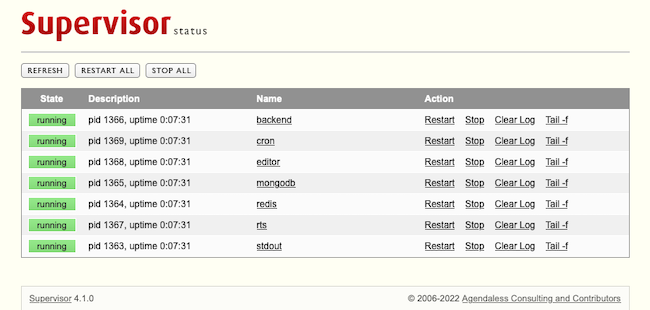 Supervisor status
REFRESH RESTART ALL STOP ALL
State Description Name Action
running pid 1366, uptime 0:07:31 backend Restart Stop Clear Log Tail -f
running pid 1369, uptime 0:07:31 cron Restart Stop Clear Log Tail -f
running pid 1368, uptime 0:07:31 editor Restart Stop Clear Log Tail -f
running pid 1365, uptime 0:07:31 mongodb Restart Stop Clear Log Tail -f
running pid 1364, uptime 0:07:31 redis Restart Stop Clear Log Tail -f
running pid 1367, uptime 0:07:31 rts Restart Stop Clear Log Tail -f
running pid 1363, uptime 0:07:31 stdout Restart Stop Clear Log Tail -f
Supervisor 4.1.0 © 2006-2022 Agendaless Consulting and Contributors